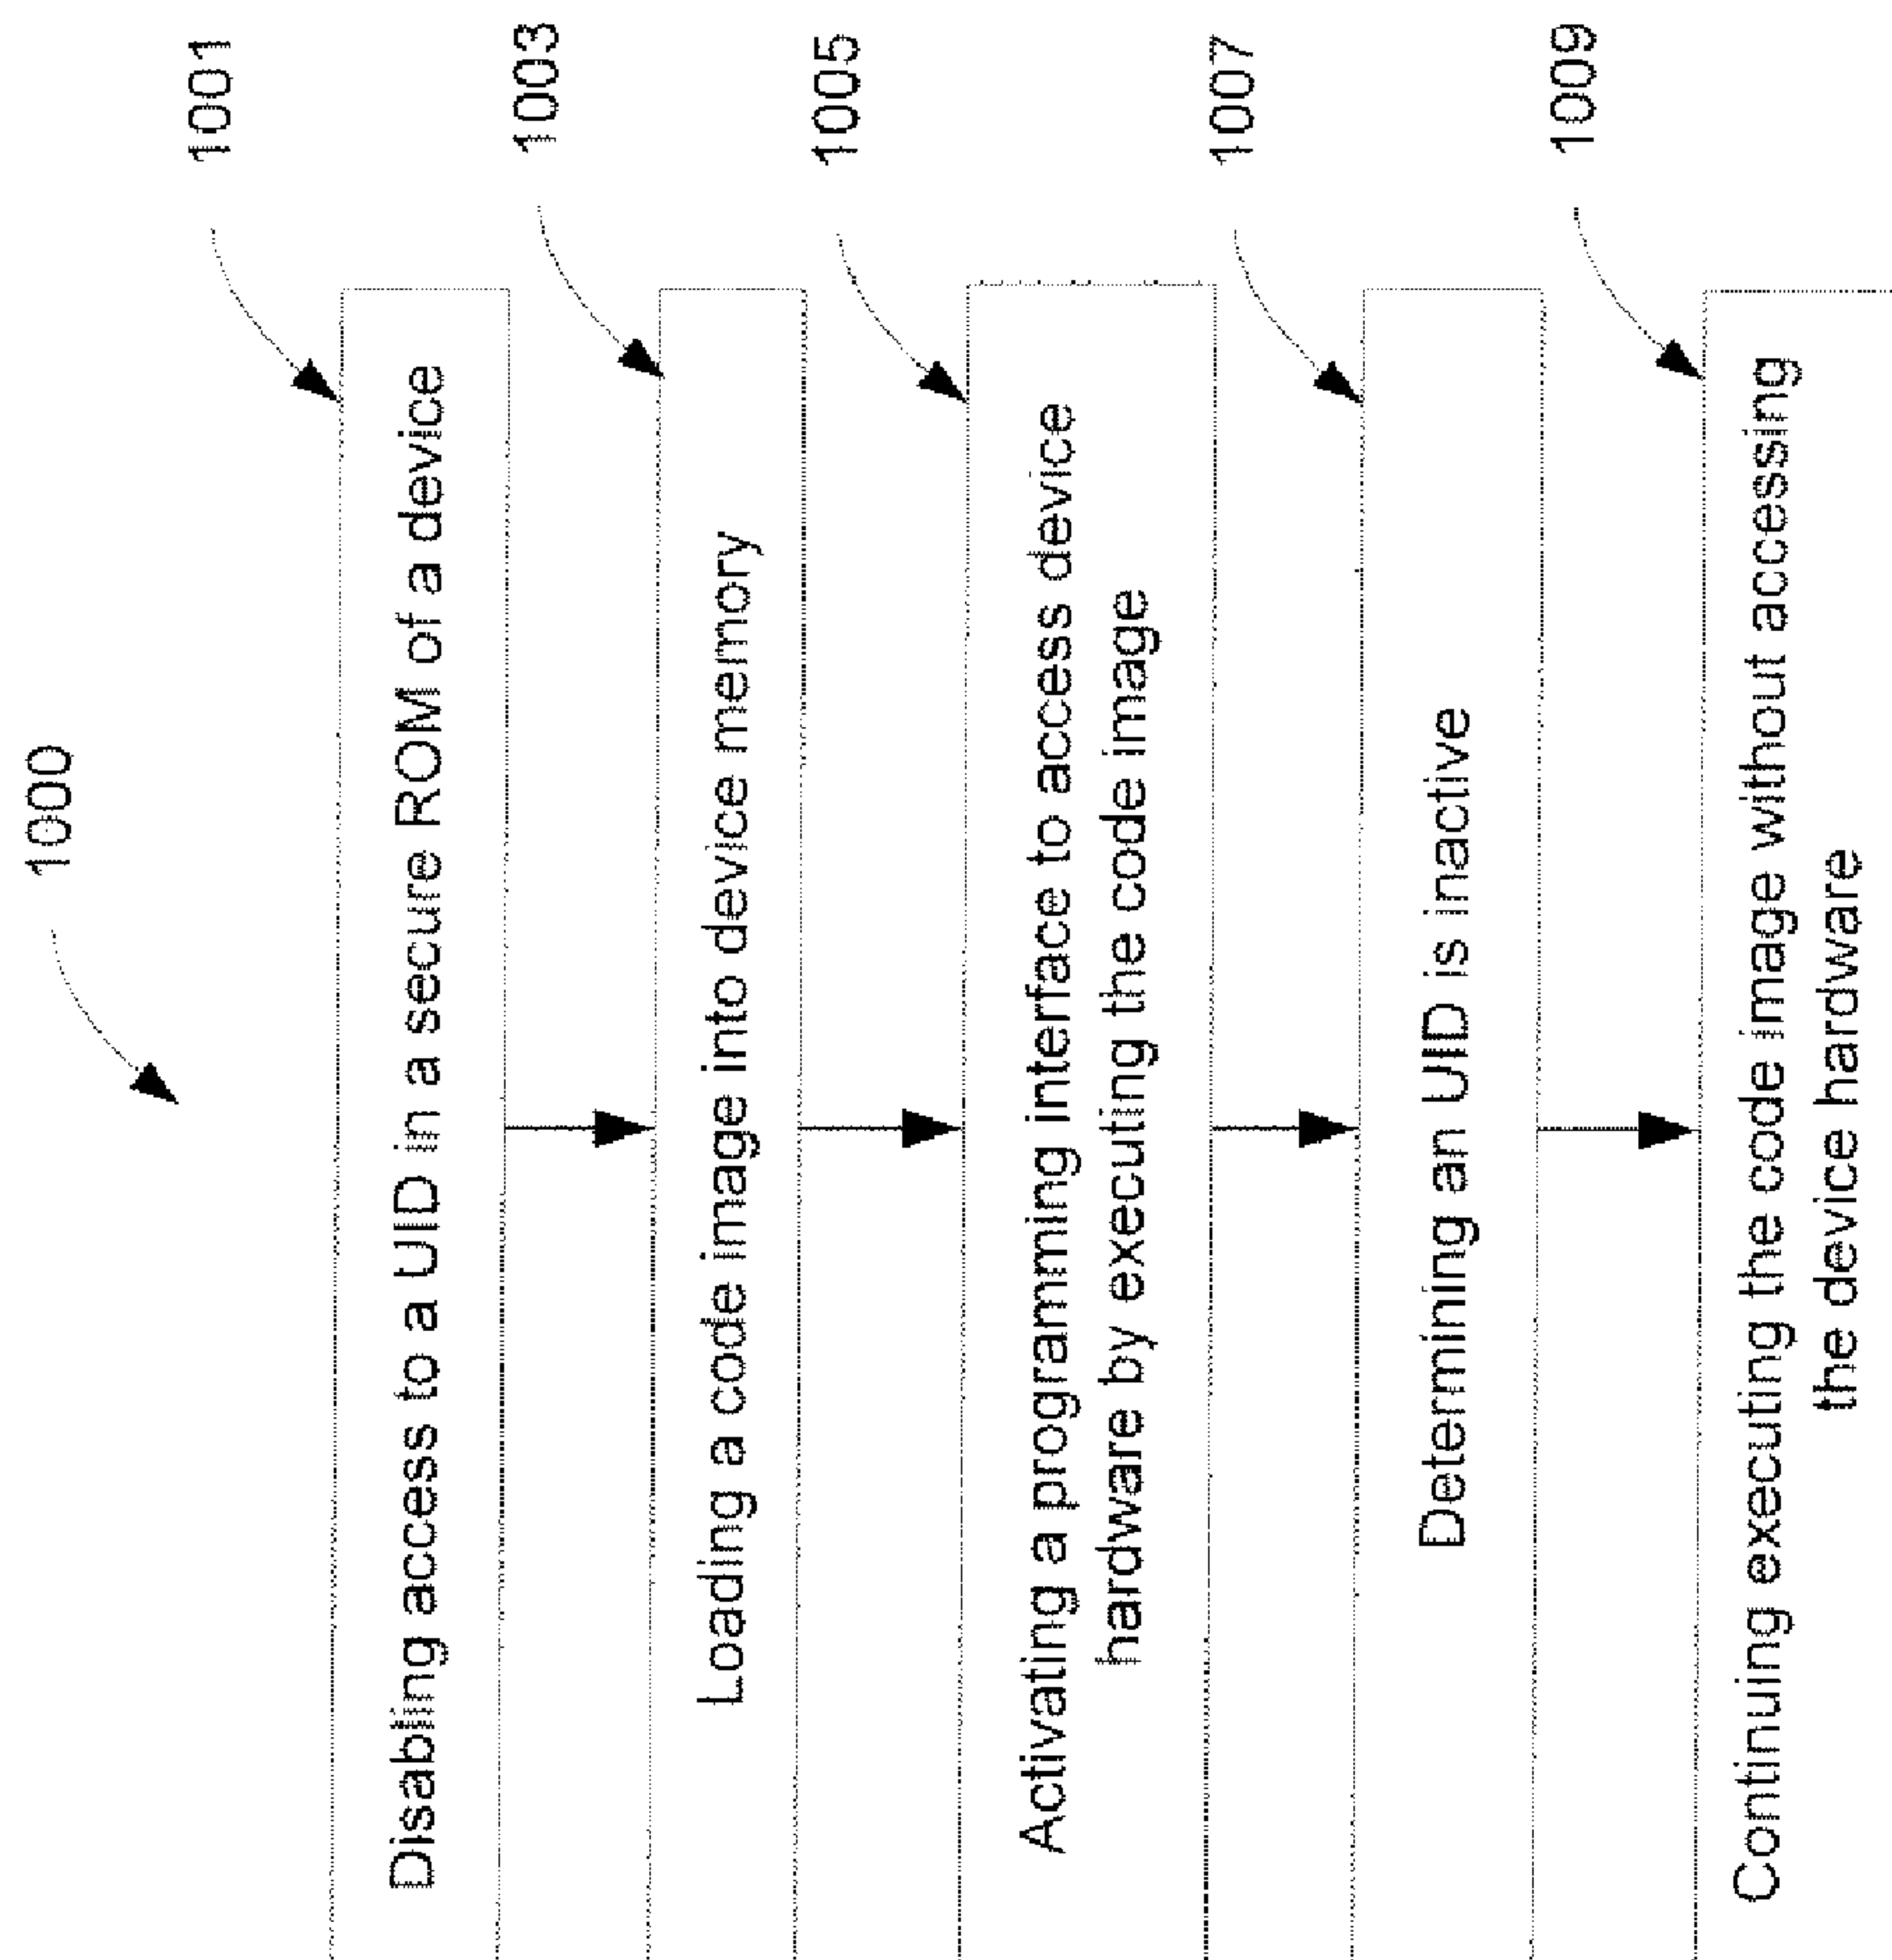 1000
1001
Disabling access to a UID in a secure ROM of a device
1003
Loading a code image into device memory
1005
Activating a programming interface to access device
hardware by executing the code image
1007
Determining an UID is inactive
1009
Continuing executing the code image without accessing
the device hardware